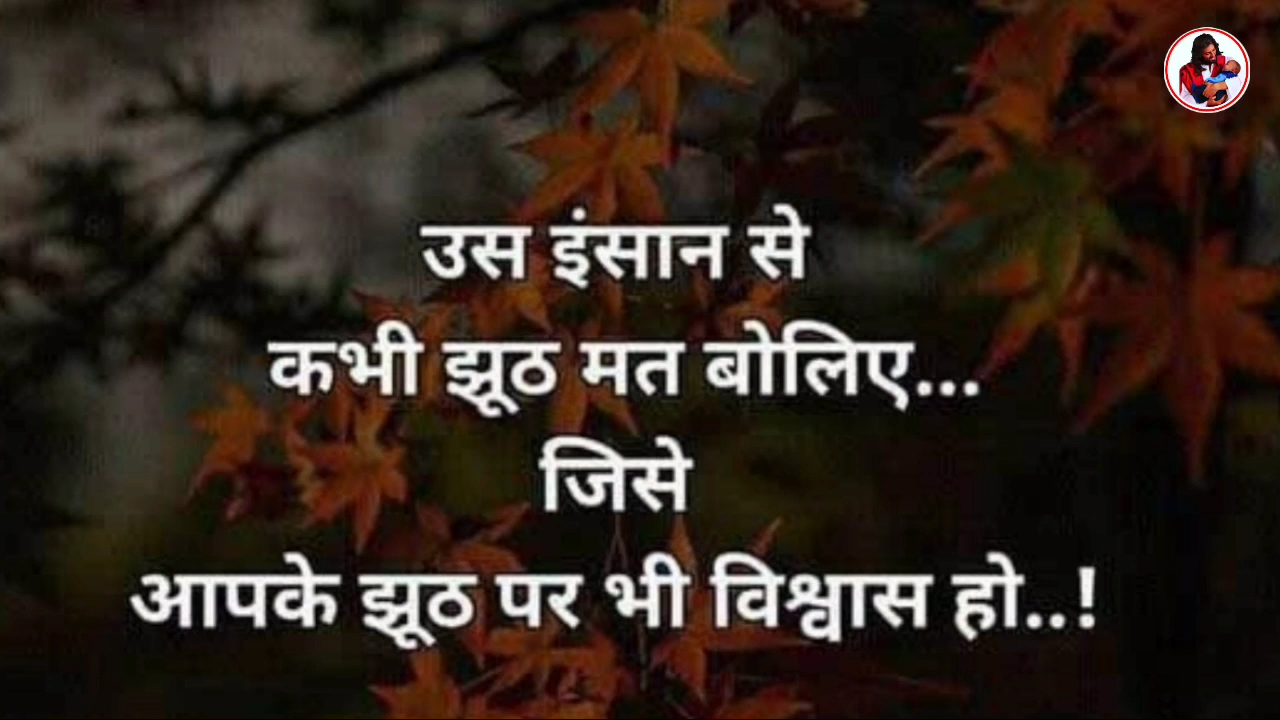 उस इंसान से
कभी झूठ मत बोलिए...
जिसे
आपके झूठ पर भी विश्वास हो..!